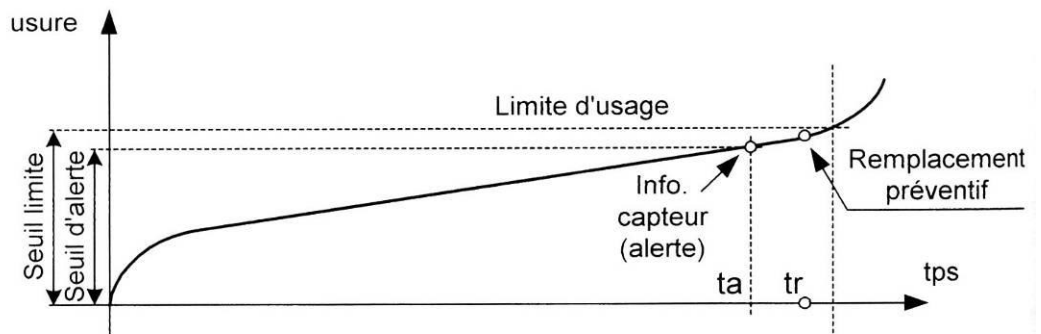 usure
Limite d'usage
Seuil limite
Seuil d'alerte
Info.
capteur
(alerte)
Remplacement
préventif
ta
tr
tps